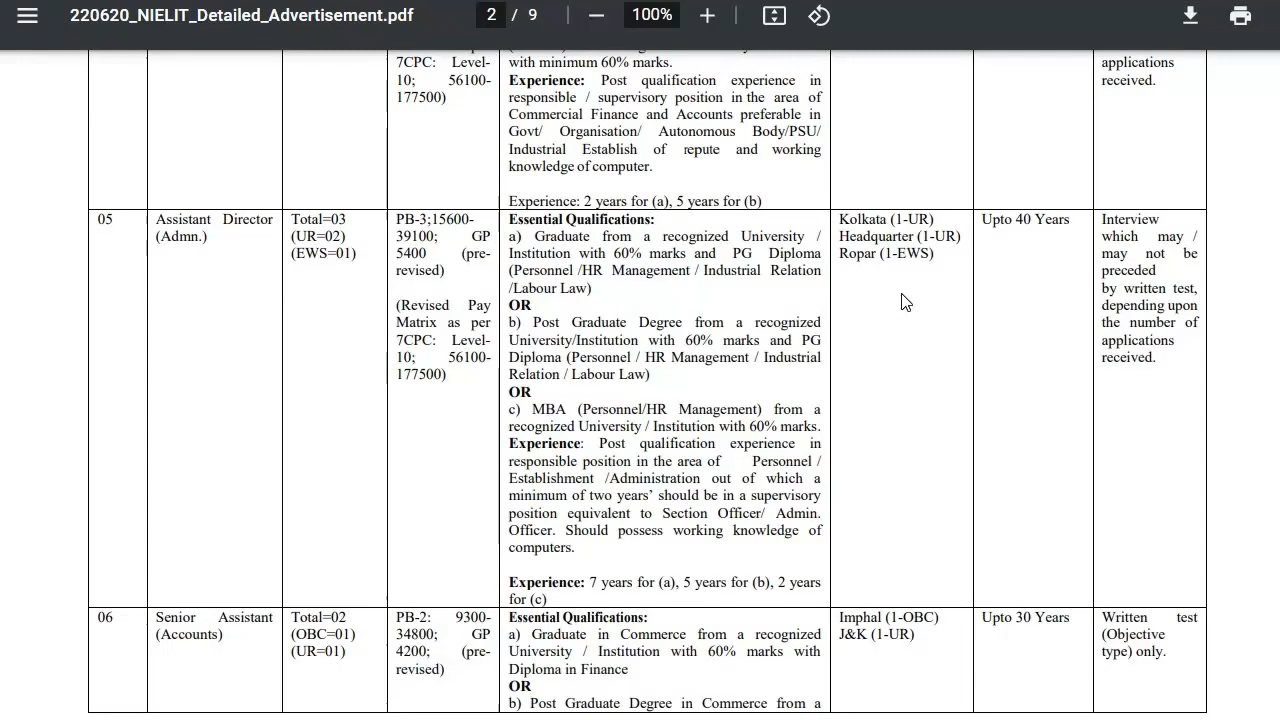 220620_NIELIT_Detailed_Advertisement.pdf
2 / 9
100%
7CPC: Level-
10; 56100-
177500)
with minimum 60% marks.
Experience: Post qualification experience in
responsible / supervisory position in the area of
Commercial Finance and Accounts preferable in
Govt/ Organisation/ Autonomous Body/PSU/
Industrial Establish of repute and working
knowledge of computer.
Experience: 2 years for (a), 5 years for (b)
applications
received.
05
Assistant Director
(Admn.)
Total=03
(UR=02)
(EWS=01)
PB-3;15600-
39100; GP
5400 (pre-
revised)
(Revised Pay
Matrix as per
7CPC: Level-
10; 56100-
177500)
Essential Qualifications:
a) Graduate from a recognized University /
Institution with 60% marks and PG Diploma
(Personnel /HR Management / Industrial Relation
/Labour Law)
OR
b) Post Graduate Degree from a recognized
University/Institution with 60% marks and PG
Diploma (Personnel / HR Management / Industrial
Relation / Labour Law)
OR
c) MBA (Personnel/HR Management) from a
recognized University / Institution with 60% marks.
Experience: Post qualification experience in
responsible position in the area of Personnel /
Establishment /Administration out of which a
minimum of two years’ should be in a supervisory
position equivalent to Section Officer/ Admin.
Officer. Should possess working knowledge of
computers.
Experience: 7 years for (a), 5 years for (b), 2 years
for (c)
Kolkata (1-UR)
Headquarter (1-UR)
Ropar (1-EWS)
Upto 40 Years
Interview
which may /
may not be
preceded
by written test,
depending upon
the number of
applications
received.
06
Senior Assistant
(Accounts)
Total=02
(OBC=01)
(UR=01)
PB-2: 9300-
34800; GP
4200; (pre-
revised)
Essential Qualifications:
a) Graduate in Commerce from a recognized
University / Institution with 60% marks with
Diploma in Finance
OR
b) Post Graduate Degree in Commerce from a
Imphal (1-OBC)
J&K (1-UR)
Upto 30 Years
Written test
(Objective
type) only.